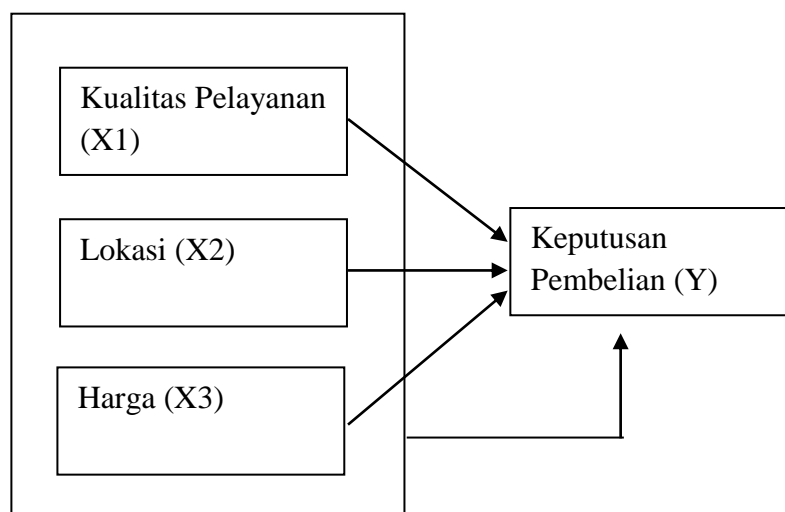 Kualitas Pelayanan
(X1)
Lokasi (X2)
Keputusan
Pembelian (Y)
Harga (X3)